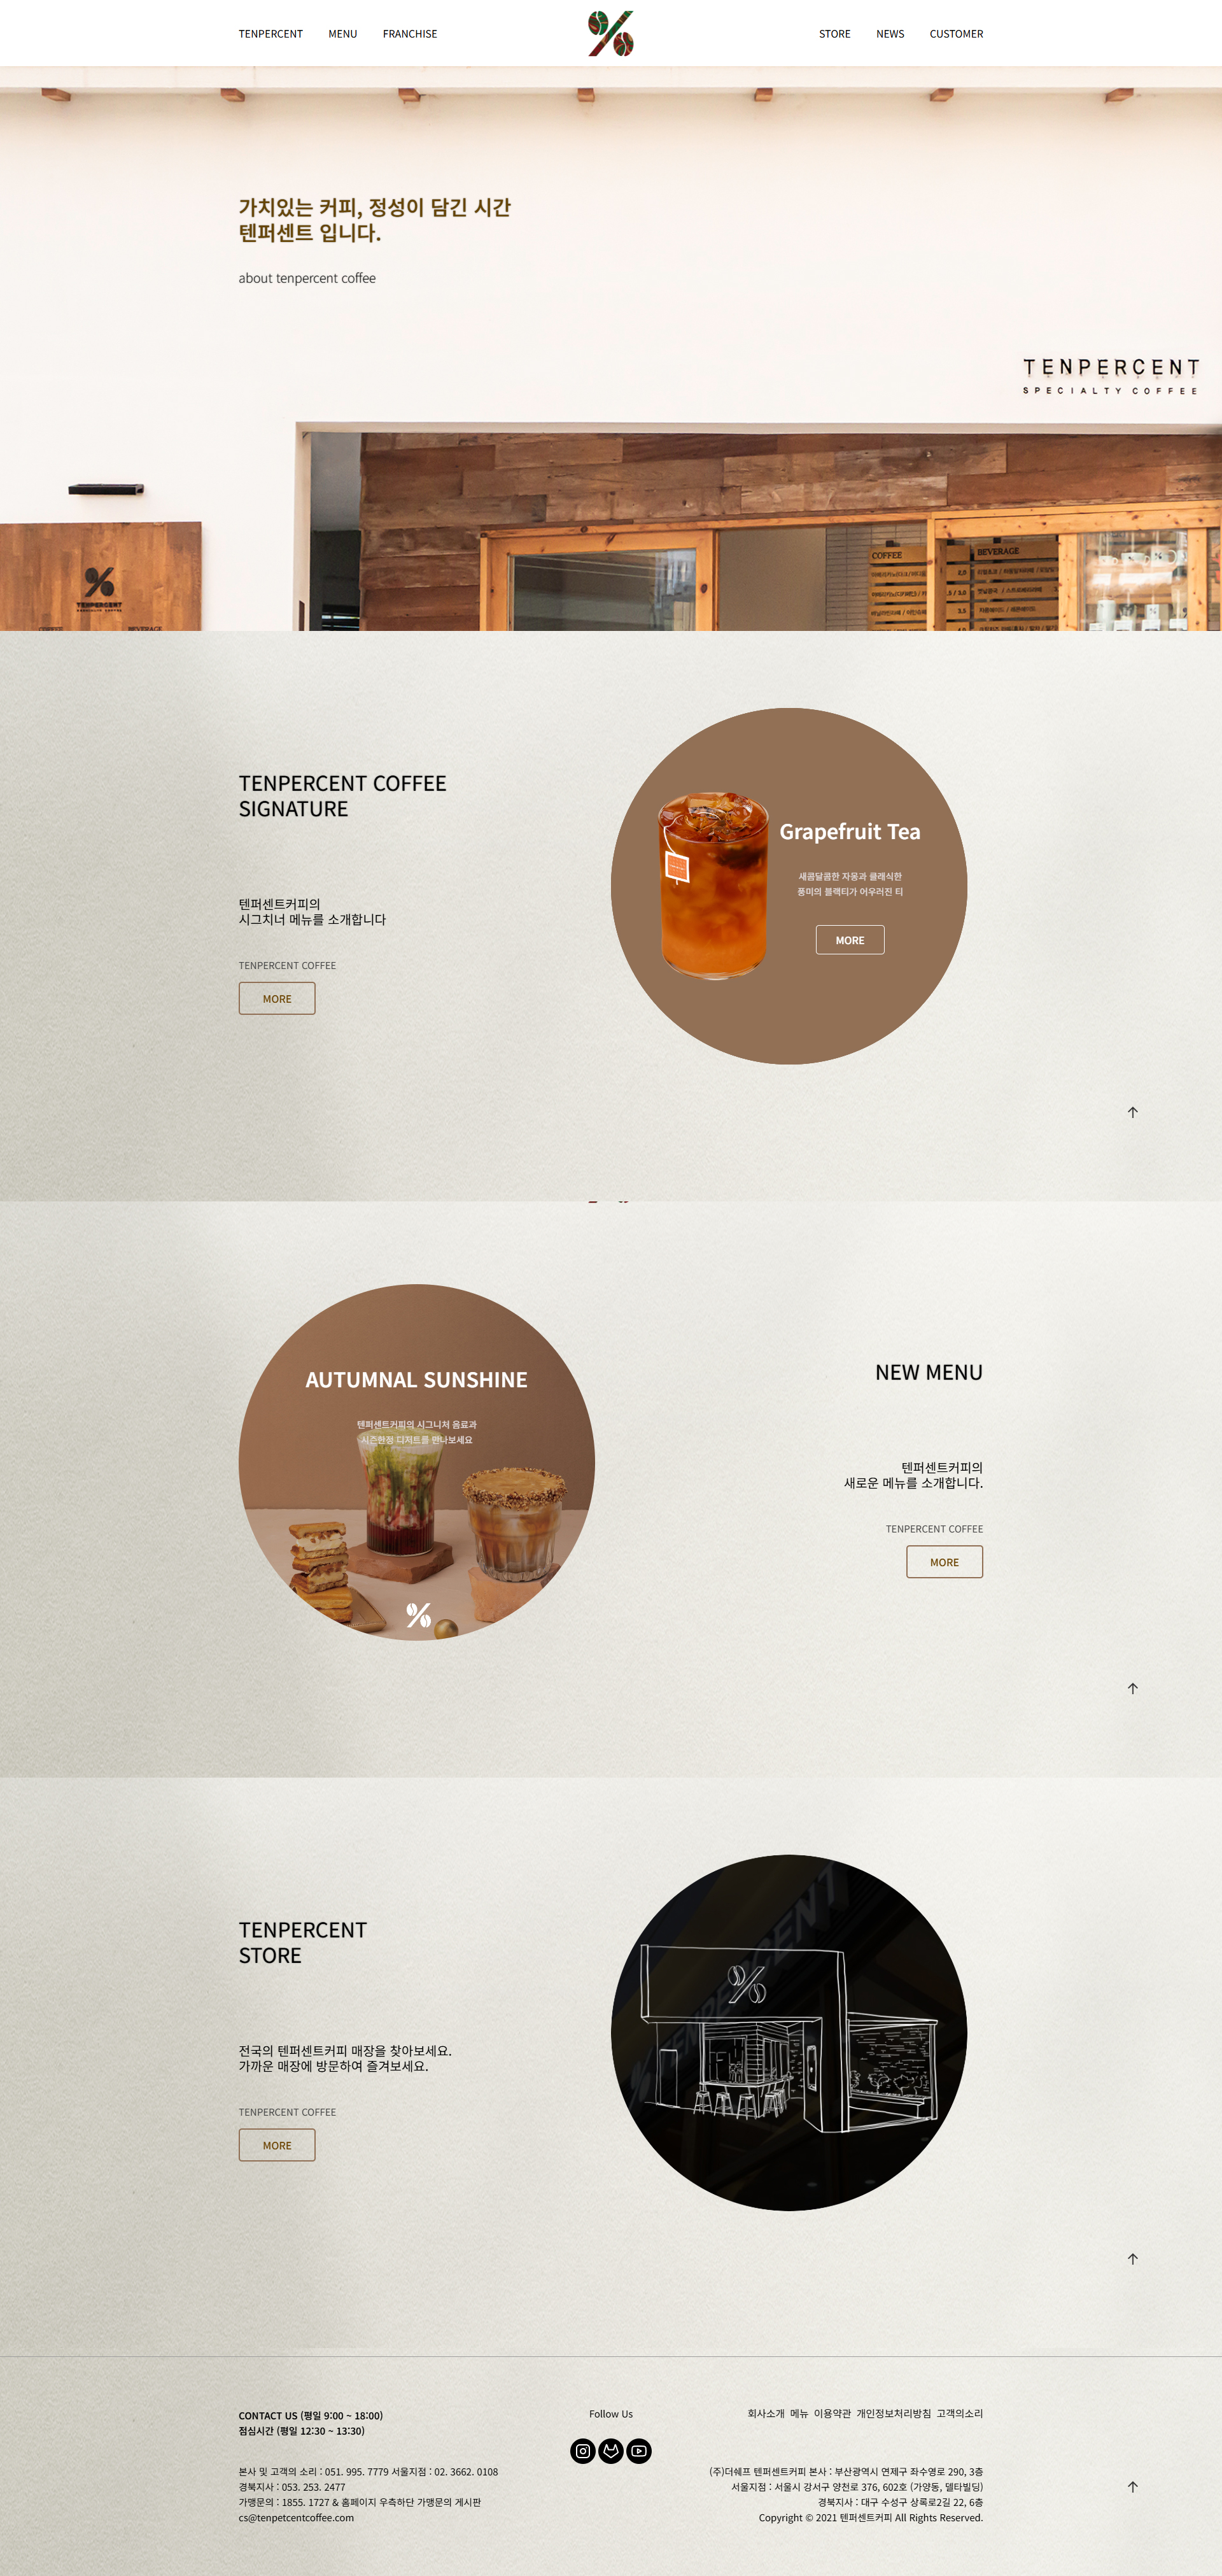 TENPERCENT MENU FRANCHISE
STORE NEWS CUSTOMER
가치있는 커피, 정성이 담긴 시간
텐퍼센트 입니다.
about tenpercent coffee
TENPERCENT
SPECIALTY COFFEE
TENPERCENT
COFFEE BEVERAGE
COFFEE BEVERAGE
TENPERCENT COFFEE
SIGNATURE
텐퍼센트커피의
시그치너 메뉴를 소개합니다
TENPERCENT COFFEE
MORE
Grapefruit Tea
새콤달콤한 자몽과 클래식한
풍미의 블랙티가 어우러진 티
MORE
AUTUMNAL SUNSHINE
텐퍼센트커피의 시그니처 음료과
시즌한정 디저트를 만나보세요
NEW MENU
텐퍼센트커피의
새로운 메뉴를 소개합니다.
TENPERCENT COFFEE
MORE
TENPERCENT
STORE
전국의 텐퍼센트커피 매장을 찾아보세요.
가까운 매장에 방문하여 즐겨보세요.
TENPERCENT COFFEE
MORE
CONTACT US (평일 9:00 ~ 18:00)
점심시간 (평일 12:30 ~ 13:30)
본사 및 고객의 소리 : 051. 995. 7779 서울지점 : 02. 3662. 0108
경북지사 : 053. 253. 2477
가맹문의 : 1855. 1727 & 홈페이지 우측하단 가맹문의 게시판
cs@tenpetcentcoffee.com
Follow Us
회사소개 메뉴 이용약관 개인정보처리방침 고객의소리
(주)더쉐프 텐퍼센트커피 본사 : 부산광역시 연제구 좌수영로 290, 3층
서울지점 : 서울시 강서구 양천로 376, 602호 (가양동, 델타빌딩)
경북지사 : 대구 수성구 상록로2길 22, 6층
Copyright © 2021 텐퍼센트커피 All Rights Reserved.